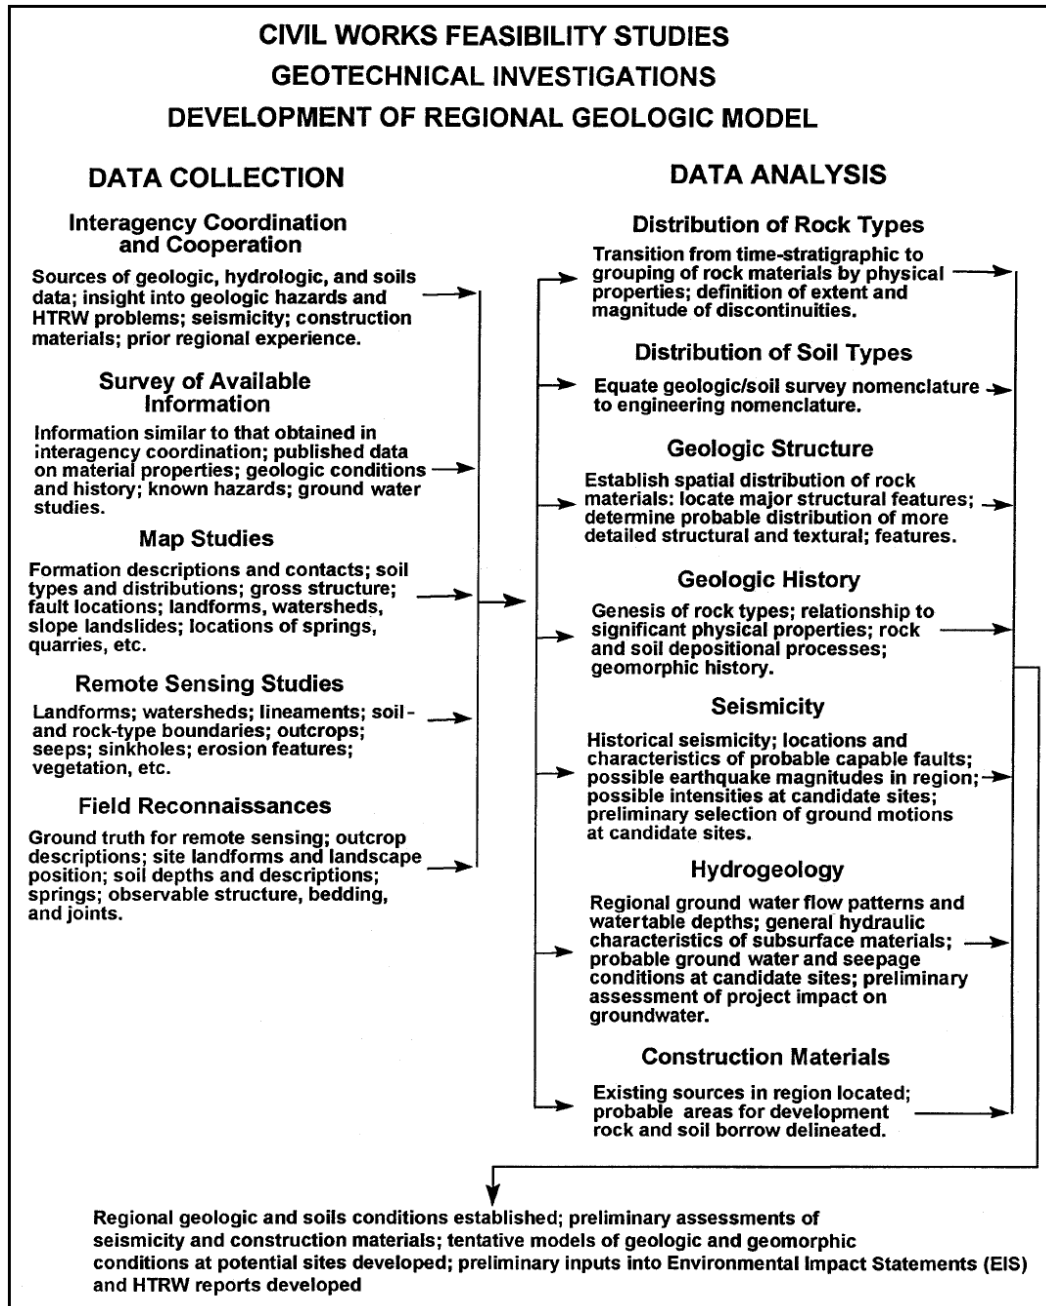 CIVIL WORKS FEASIBILITY STUDIES
GEOTECHNICAL INVESTIGATIONS
DEVELOPMENT OF REGIONAL GEOLOGIC MODEL
DATA COLLECTION
Interagency Coordination
and Cooperation
Sources of geologic, hydrologic, and soils
data; insight into geologic hazards and
HTRW problems; seismicity; construction
materials; prior regional experience.
Survey of Available
Information
Information similar to that obtained in
interagency coordination; published data
on material properties; geologic conditions
and history; known hazards; ground water
studies.
Map Studies
Formation descriptions and contacts; soil
types and distributions; gross structure;
fault locations; landforms, watersheds,
slope landslides; locations of springs,
quarries, etc.
Remote Sensing Studies
Landforms; watersheds; lineaments; soil-
and rock-type boundaries; outcrops;
seeps; sinkholes; erosion features;
vegetation, etc.
Field Reconnaissances
Ground truth for remote sensing; outcrop
descriptions; site landforms and landscape
position; soil depths and descriptions;
springs; observable structure, bedding,
and joints.
DATA ANALYSIS
Distribution of Rock Types
Transition from time-stratigraphic to
grouping of rock materials by physical
properties; definition of extent and
magnitude of discontinuities.
Distribution of Soil Types
Equate geologic/soil survey nomenclature
to engineering nomenclature.
Geologic Structure
Establish spatial distribution of rock
materials: locate major structural features;
determine probable distribution of more
detailed structural and textural; features.
Geologic History
Genesis of rock types; relationship to
significant physical properties; rock
and soil depositional processes;
geomorphic history.
Seismicity
Historical seismicity; locations and
characteristics of probable capable faults;
possible earthquake magnitudes in region;
possible intensities at candidate sites;
preliminary selection of ground motions
at candidate sites.
Hydrogeology
Regional ground water flow patterns and
watertable depths; general hydraulic
characteristics of subsurface materials;
probable ground water and seepage
conditions at candidate sites; preliminary
assessment of project impact on
groundwater.
Construction Materials
Existing sources in region located;
probable areas for development
rock and soil borrow delineated.
Regional geologic and soils conditions established; preliminary assessments of
seismicity and construction materials; tentative models of geologic and geomorphic
conditions at potential sites developed; preliminary inputs into Environmental Impact Statements (EIS)
and HTRW reports developed